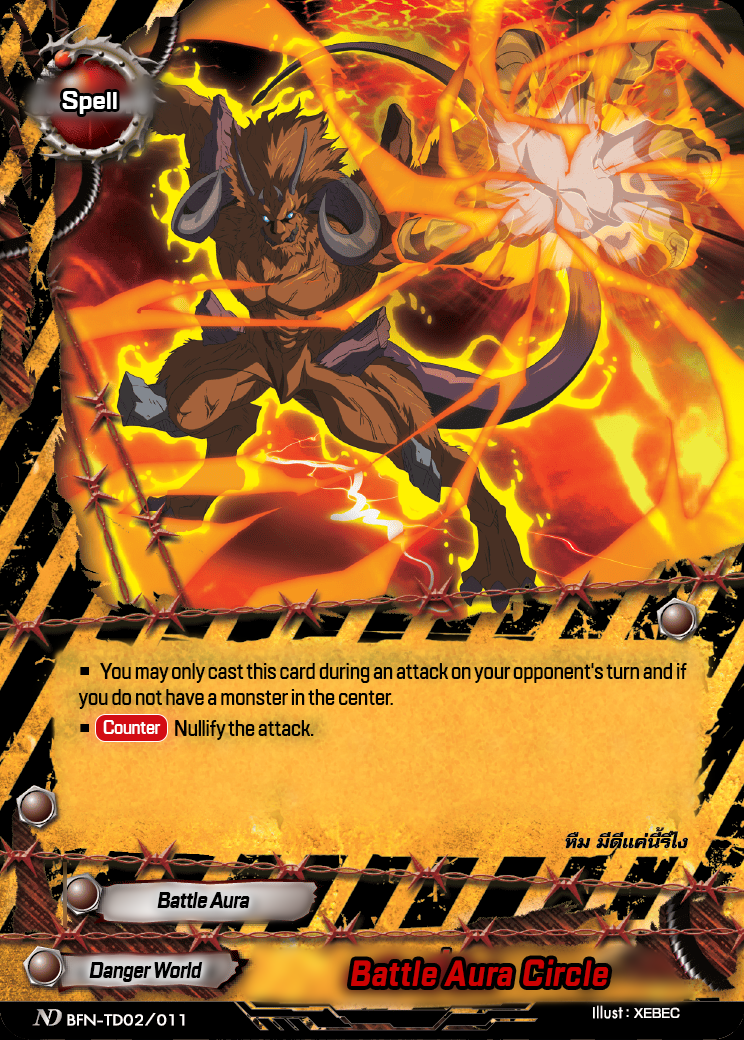 Spell
■ You may only cast this card during an attack on your opponent's turn and if
you do not have a monster in the center.
■ Counter Nullify the attack.
หืม มีดีแค่นี้รึไง
Battle Aura
Danger World
Battle Aura Circle
ND BFN-TD02/011
Illust : XEBEC